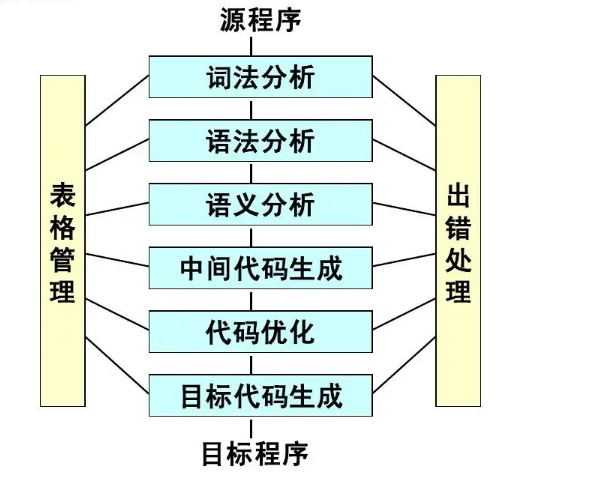 源程序
词法分析
语法分析
语义分析
中间代码生成
代码优化
目标代码生成
目标程序
表格管理
出错处理